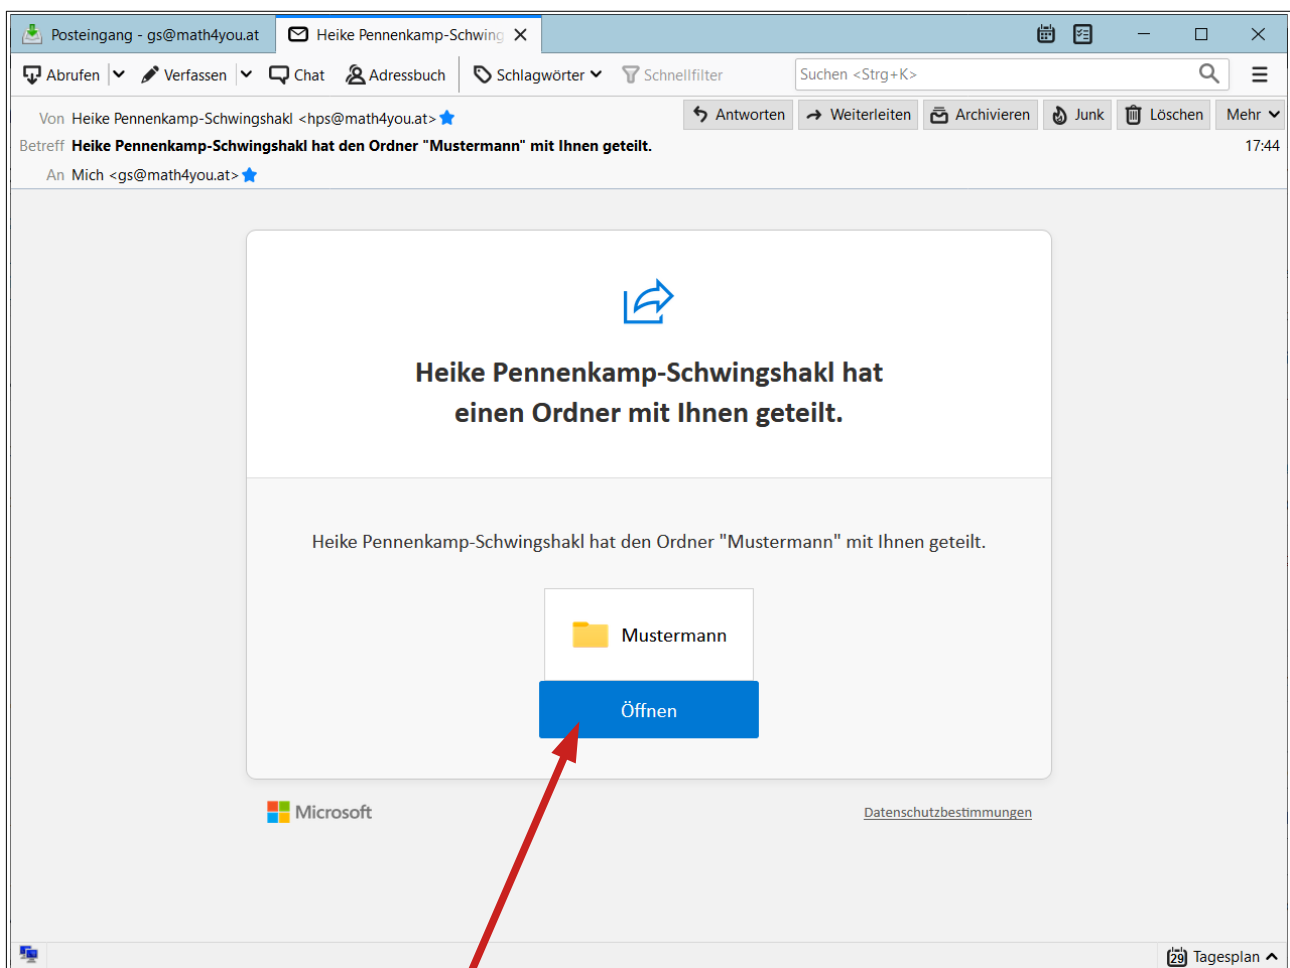 Posteingang - gs@math4you.at
Heike Pennenkamp-Schwing
Abrufen
Verfassen
Chat
Adressbuch
Schlagwörter
Schnellfilter
Suchen <Strg+K>
Von Heike Pennenkamp-Schwingshakl <hps@math4you.at>
Antworten
Weiterleiten
Archivieren
Junk
Löschen
Mehr
Betreff Heike Pennenkamp-Schwingshakl hat den Ordner "Mustermann" mit Ihnen geteilt.
17:44
An Mich <gs@math4you.at>
Heike Pennenkamp-Schwingshakl hat
einen Ordner mit Ihnen geteilt.
Heike Pennenkamp-Schwingshakl hat den Ordner "Mustermann" mit Ihnen geteilt.
Mustermann
Öffnen
Microsoft
Datenschutzbestimmungen
29 Tagesplan